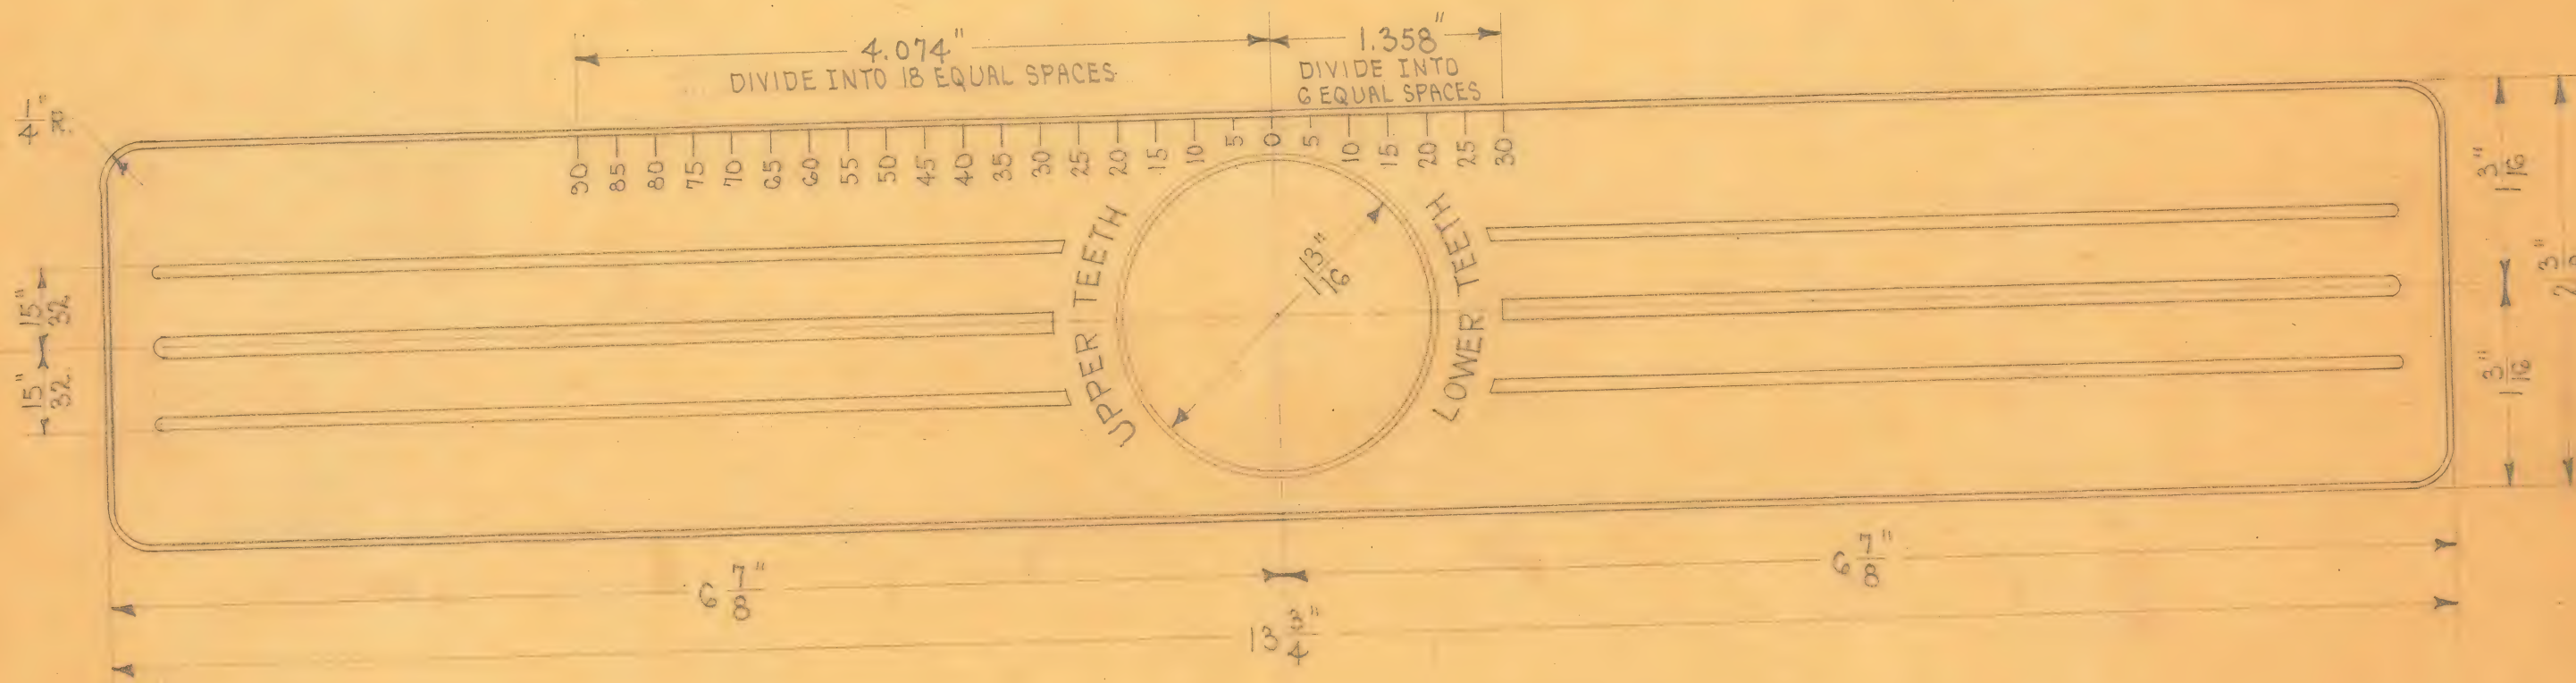 4.074"
DIVIDE INTO 18 EQUAL SPACES
1.358"
DIVIDE INTO
6 EQUAL SPACES
1/4" R.
90 85 80 75 70 65 60 55 50 45 40 35 30 25 20 15 10 5 0 5 10 15 20 25 30
UPPER TEETH
1 13/16"
LOWER TEETH
15/32"
15/32"
1 3/16"
1 3/16"
6 7/8"
6 7/8"
13 3/4"